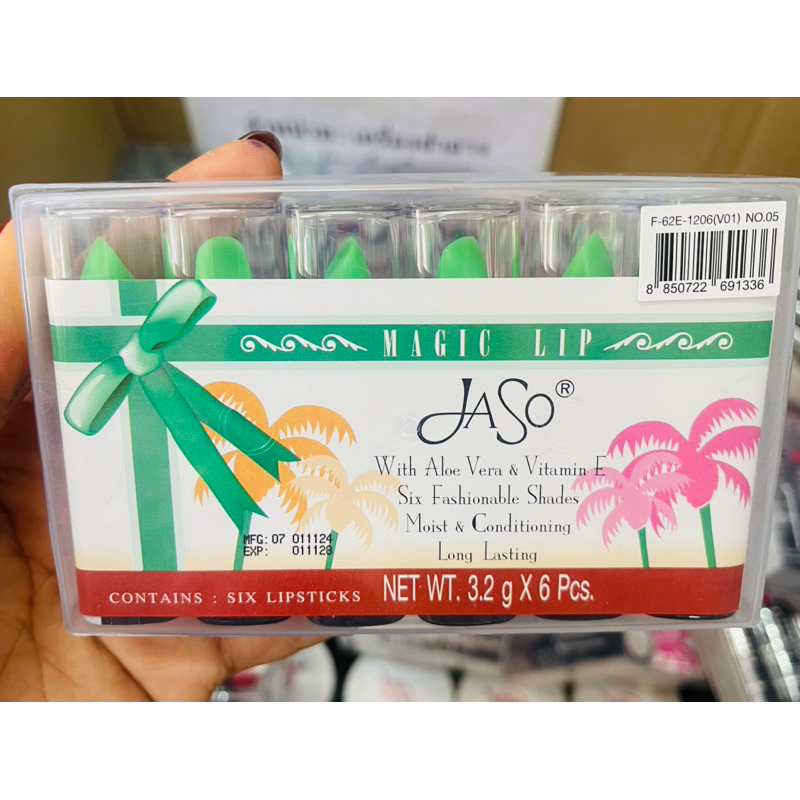 F-62E-1206(V01) NO.05
8 850722 691336
MAGIC LIP
JASO®
With Aloe Vera & Vitamin E
Six Fashionable Shades
Moist & Conditioning
Long Lasting
MFG: 07 011124
EXP: 011128
CONTAINS : SIX LIPSTICKS NET WT. 3.2 g X 6 Pcs.